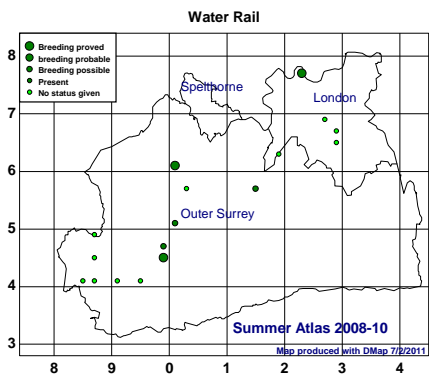 Water Rail
Breeding proved
breeding probable
Breeding possible
Present
No status given
8
7
6
5
4
3
Spelthorne
London
Outer Surrey
Summer Atlas 2008-10
Map produced with DMap 7/2/2011
8 9 0 1 2 3 4